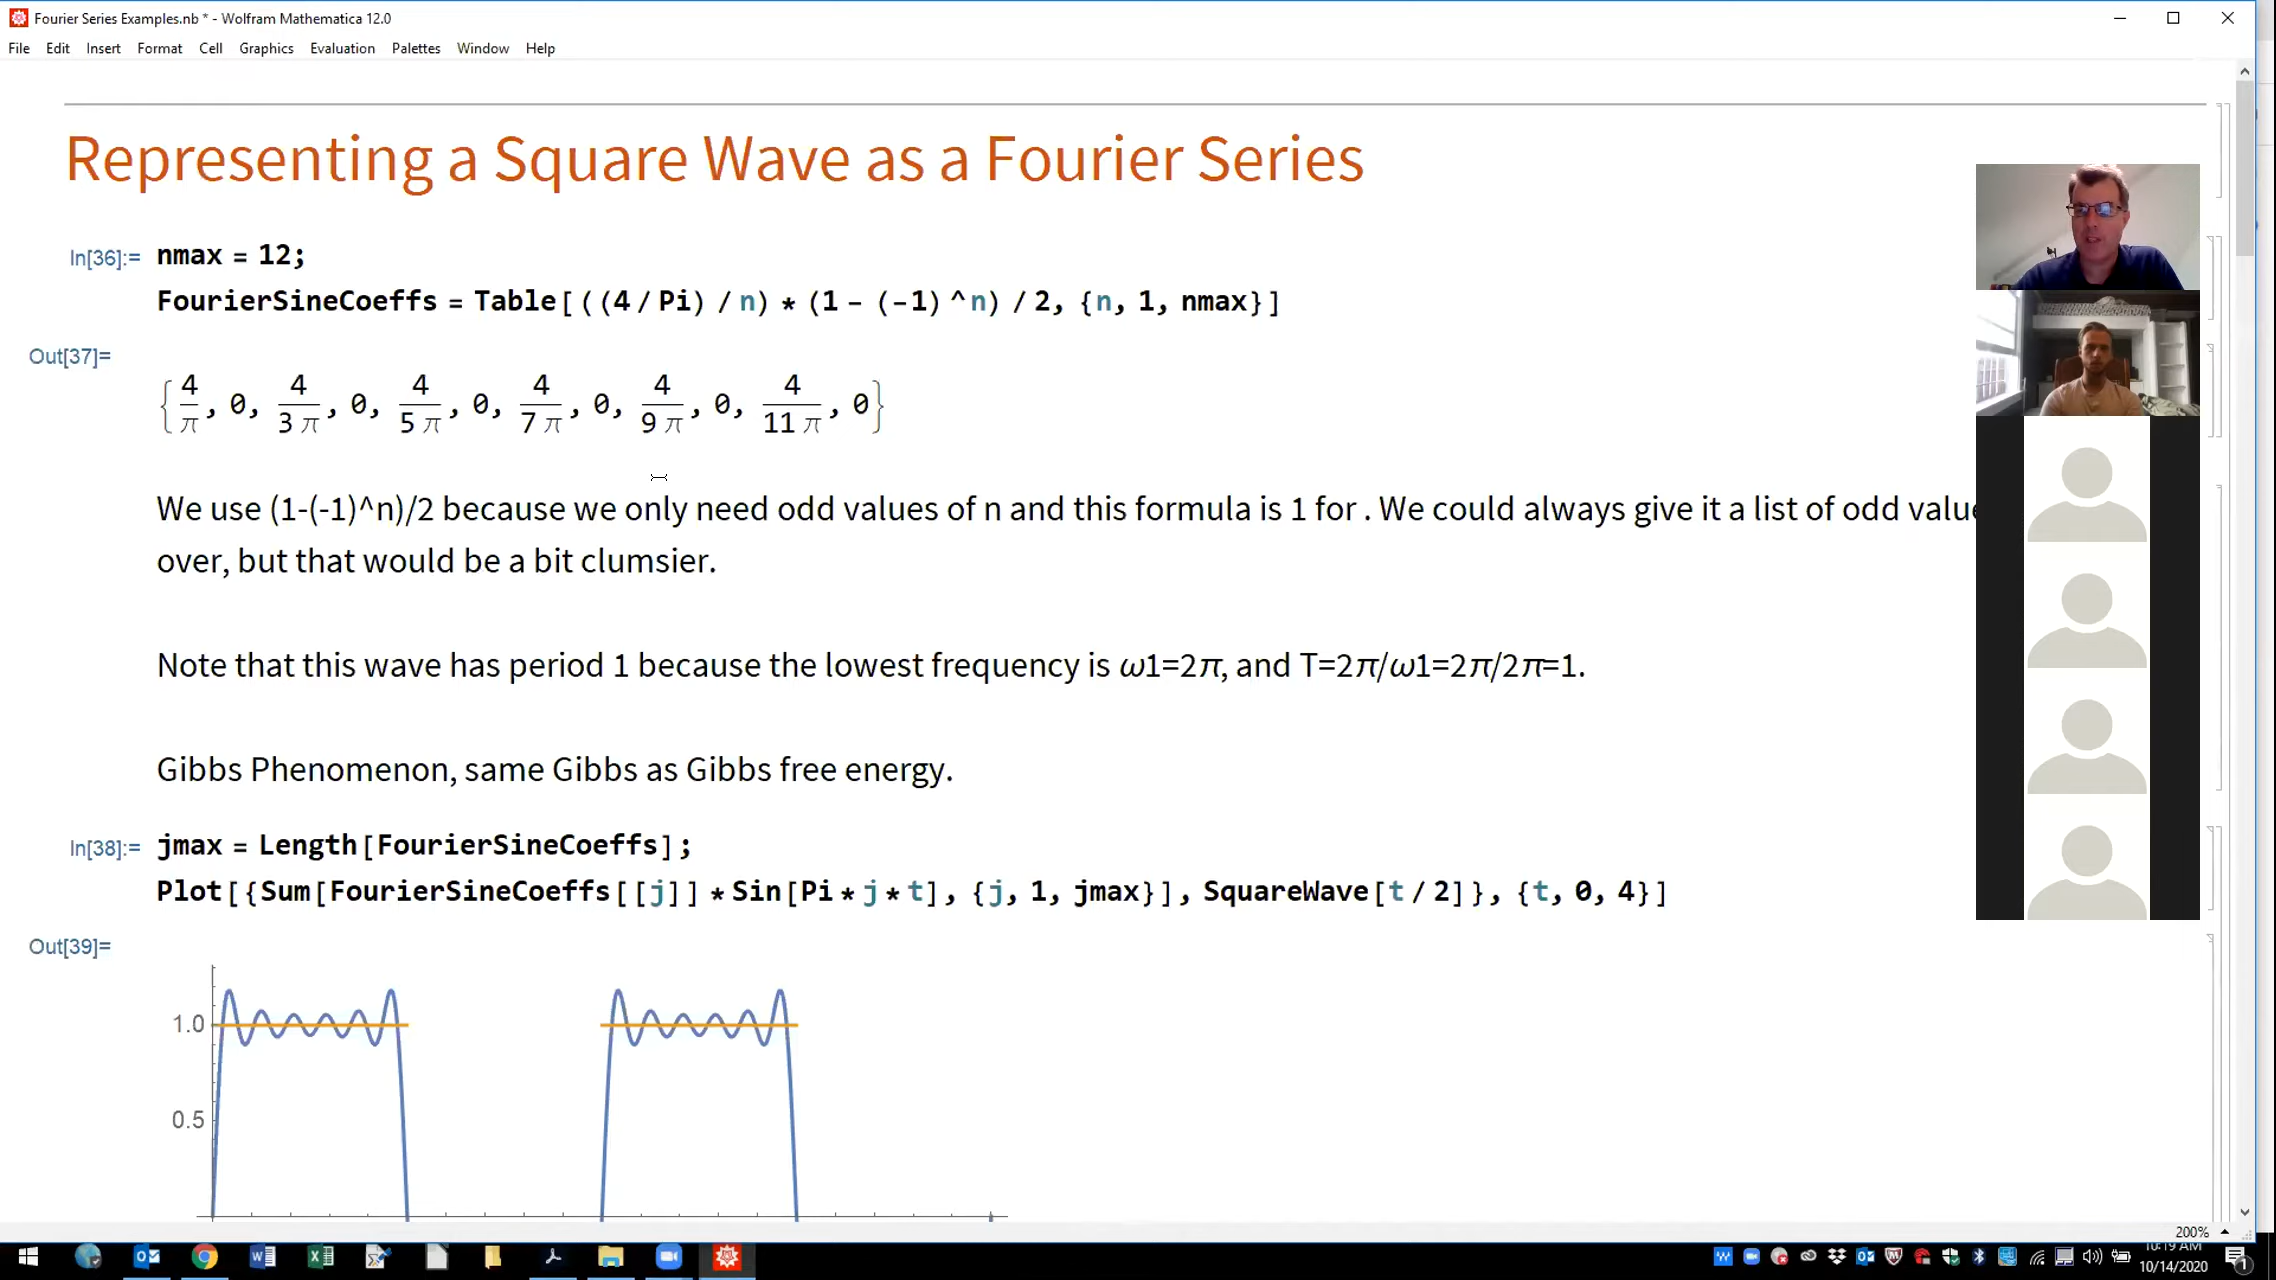 Fourier Series Examples.nb * - Wolfram Mathematica 12.0
File Edit Insert Format Cell Graphics Evaluation Palettes Window Help
Representing a Square Wave as a Fourier Series
In[36]:= nmax = 12;
FourierSineCoeffs = Table[((4/Pi)/n)*(1-(-1)^n)/2, {n, 1, nmax}]
Out[37]=
{4/π, 0, 4/3π, 0, 4/5π, 0, 4/7π, 0, 4/9π, 0, 4/11π, 0}
We use (1-(-1)^n)/2 because we only need odd values of n and this formula is 1 for . We could always give it a list of odd
over, but that would be a bit clumsier.
Note that this wave has period 1 because the lowest frequency is ω1=2π, and T=2π/ω1=2π/2π=1.
Gibbs Phenomenon, same Gibbs as Gibbs free energy.
In[38]:= jmax = Length[FourierSineCoeffs];
Plot[{Sum[FourierSineCoeffs[[j]]*Sin[Pi*j*t], {j, 1, jmax}], SquareWave[t/2]}, {t, 0, 4}]
Out[39]=
1.0
0.5
200%
10:19 AM
10/14/2020